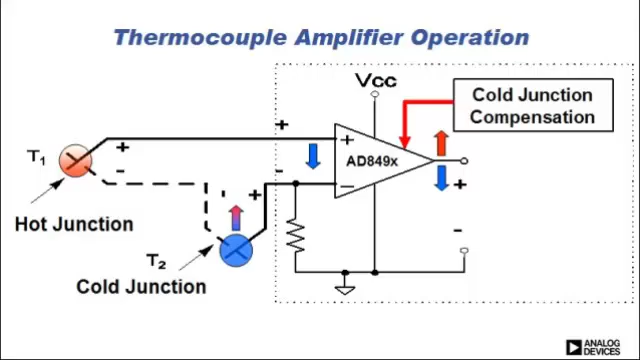 Thermocouple Amplifier Operation
Vcc
Cold Junction
Compensation
+
+
AD849x
T1
+
-
-
-
Hot Junction
+
+
T2
-
Cold Junction
ANALOG
DEVICES